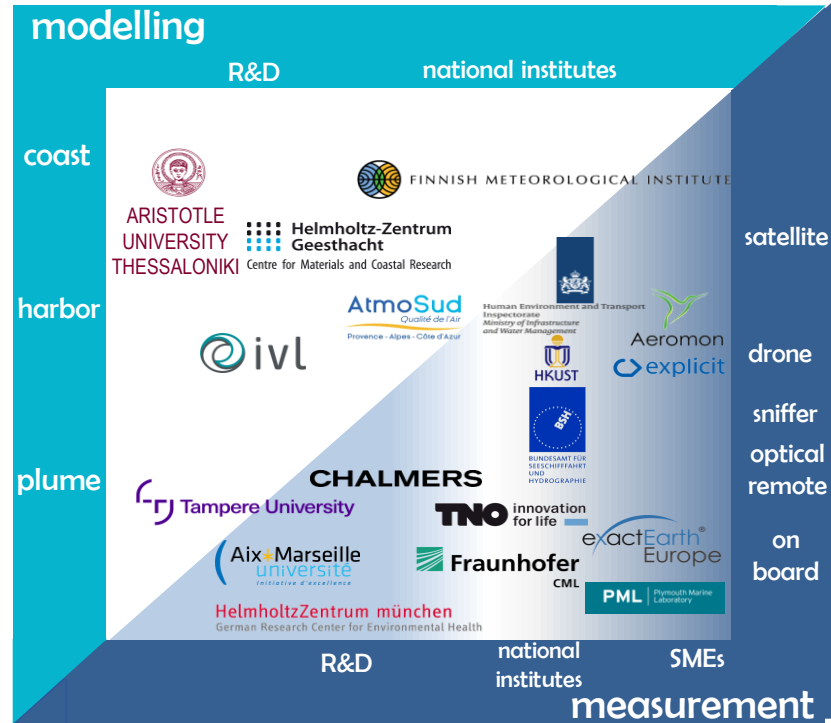 modelling
R&D
national institutes
coast
harbor
plume
FINNISH METEOROLOGICAL INSTITUTE
ARISTOTLE
UNIVERSITY
THESSALONIKI
Helmholtz-Zentrum
Geesthacht
Centre for Materials and Coastal Research
AtmoSud
Qualité de l'Air
Provence - Alpes - Côte d'Azur
ivl
Human Environment and Transport
Inspectorate
Ministry of Infrastructure
and Water Management
HKUST
Aeromon
explicit
BSH
BUNDESAMT FÜR
SEESCHIFFFAHRT
UND
HYDROGRAPHIE
CHALMERS
Tampere University
TNO innovation
for life
exactEarth®
Europe
Aix*Marseille
université
Initiative d'excellence
Fraunhofer
CML
PML Plymouth Marine
Laboratory
HelmholtzZentrum münchen
German Research Center for Environmental Health
satellite
drone
sniffer
optical
remote
on
board
R&D
national
institutes
SMEs
measurement